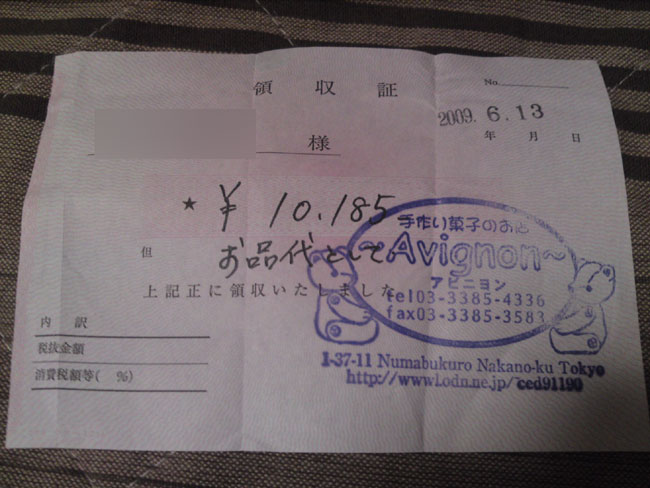 領収証
No.
2009. 6.13
年 月 日
様
★ ¥ 10.185
但 お品代として
上記正に領収いたしました
内訳
税抜金額
消費税額等( %)
手作り菓子のお店
~Avignon~
アビニヨン
tel03-3385-4336
fax03-3385-3583
1-37-11 Numabukuro Nakano-ku Tokyo
http://www1.odn.ne.jp/ced91190